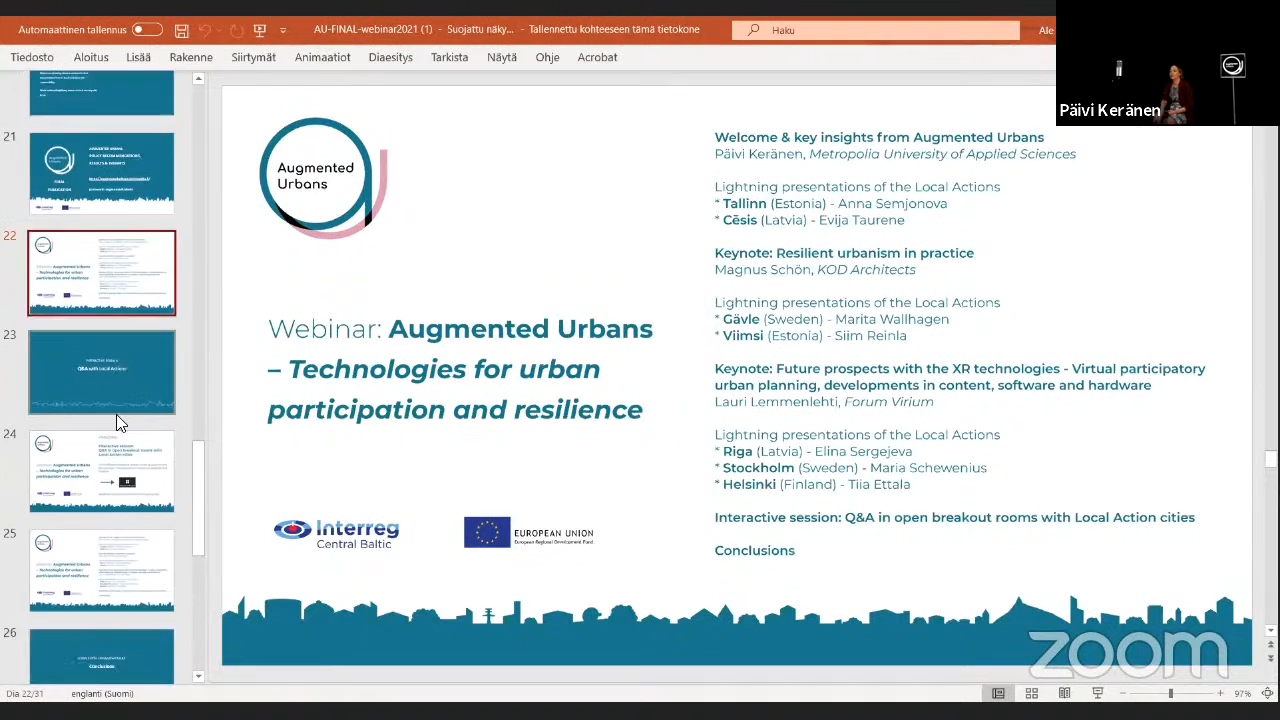 Automaattinen tallennus
AU-FINAL-webinar2021 (1) - Suojattu näky... - Tallennettu kohteeseen tämä tietokone
Haku
Ale
Tiedosto Aloitus Lisää Rakenne Siirtymät Animaatiot Diaesitys Tarkista Näytä Ohje Acrobat
Päivi Keränen
21
22
23
24
25
26
Augmented
Urbans
Webinar: Augmented Urbans
– Technologies for urban
participation and resilience
Interreg
Central Baltic
EUROPEAN UNION
European Regional Development Fund
Welcome & key insights from Augmented Urbans
Päivi Keränen, Metropolia University of Applied Sciences
Lightning presentations of the Local Actions
* Tallinn (Estonia) - Anna Semjonova
* Cēsis (Latvia) - Evija Taurene
Keynote: Resilient urbanism in practice
Magnus Schön, KOD Architects
Lightning presentations of the Local Actions
* Gävle (Sweden) - Marita Wallhagen
* Viimsi (Estonia) - Siim Reinla
Keynote: Future prospects with the XR technologies - Virtual participatory
urban planning, developments in content, software and hardware
Lauri Lemmenlehti, Forum Virium
Lightning presentations of the Local Actions
* Riga (Latvia) - Elina Sergejeva
* Stockholm (Sweden) - Maria Schewenius
* Helsinki (Finland) - Tiia Ettala
Interactive session: Q&A in open breakout rooms with Local Action cities
Conclusions
zoom
Dia 22/31 englanti (Suomi)
97%